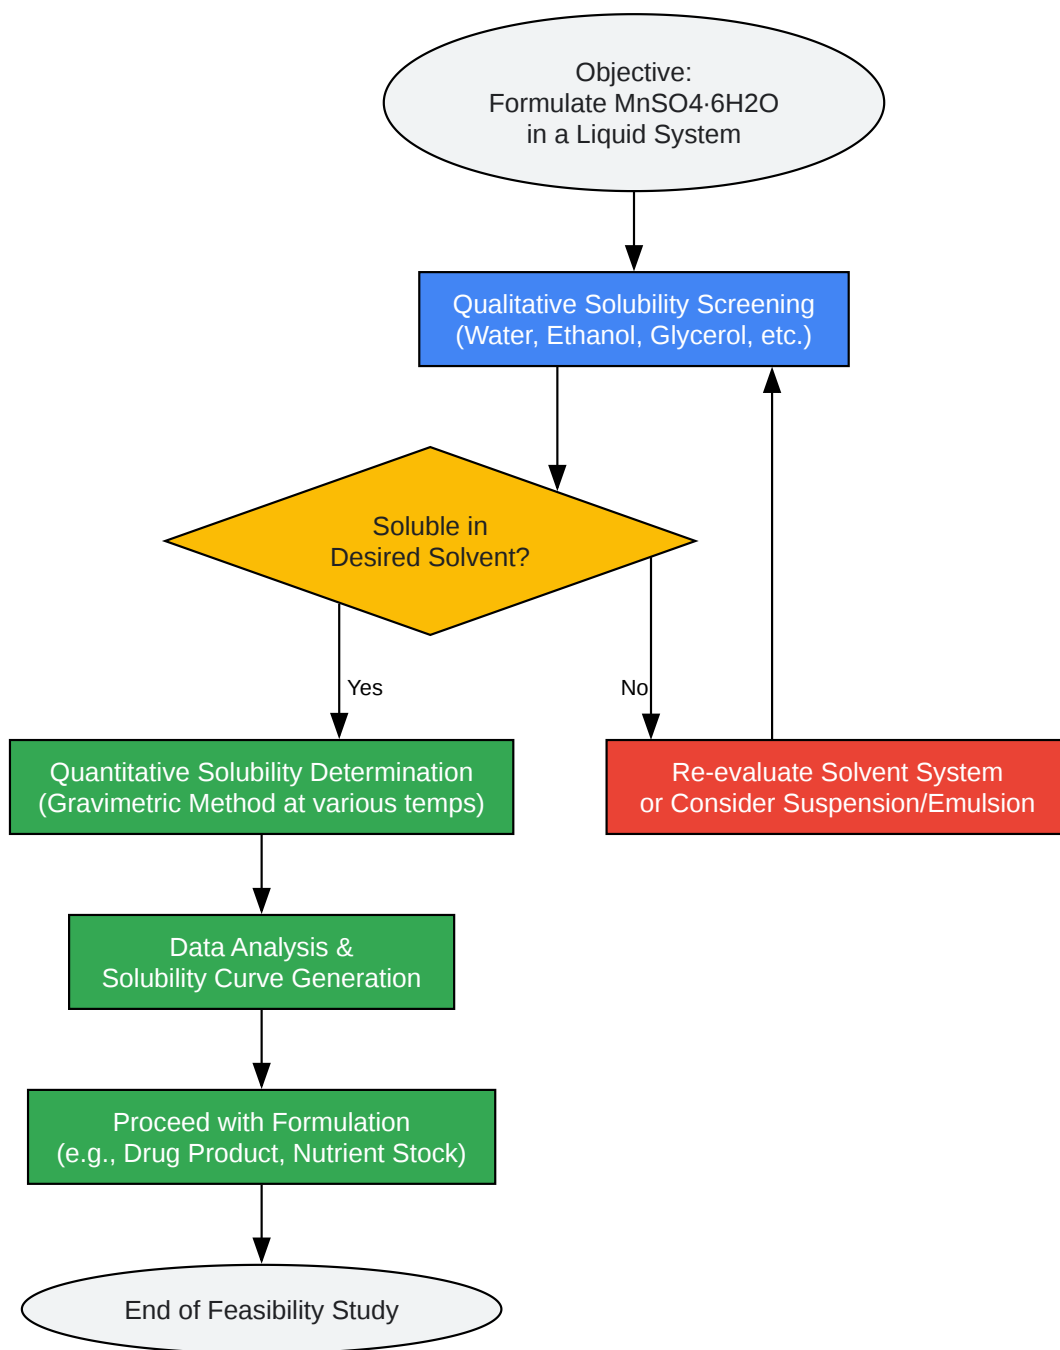 Objective:
Formulate MnSO4·6H2O
in a Liquid System
Qualitative Solubility Screening
(Water, Ethanol, Glycerol, etc.)
Soluble in
Desired Solvent?
Yes
No
Quantitative Solubility Determination
(Gravimetric Method at various temps)
Re-evaluate Solvent System
or Consider Suspension/Emulsion
Data Analysis &
Solubility Curve Generation
Proceed with Formulation
(e.g., Drug Product, Nutrient Stock)
End of Feasibility Study